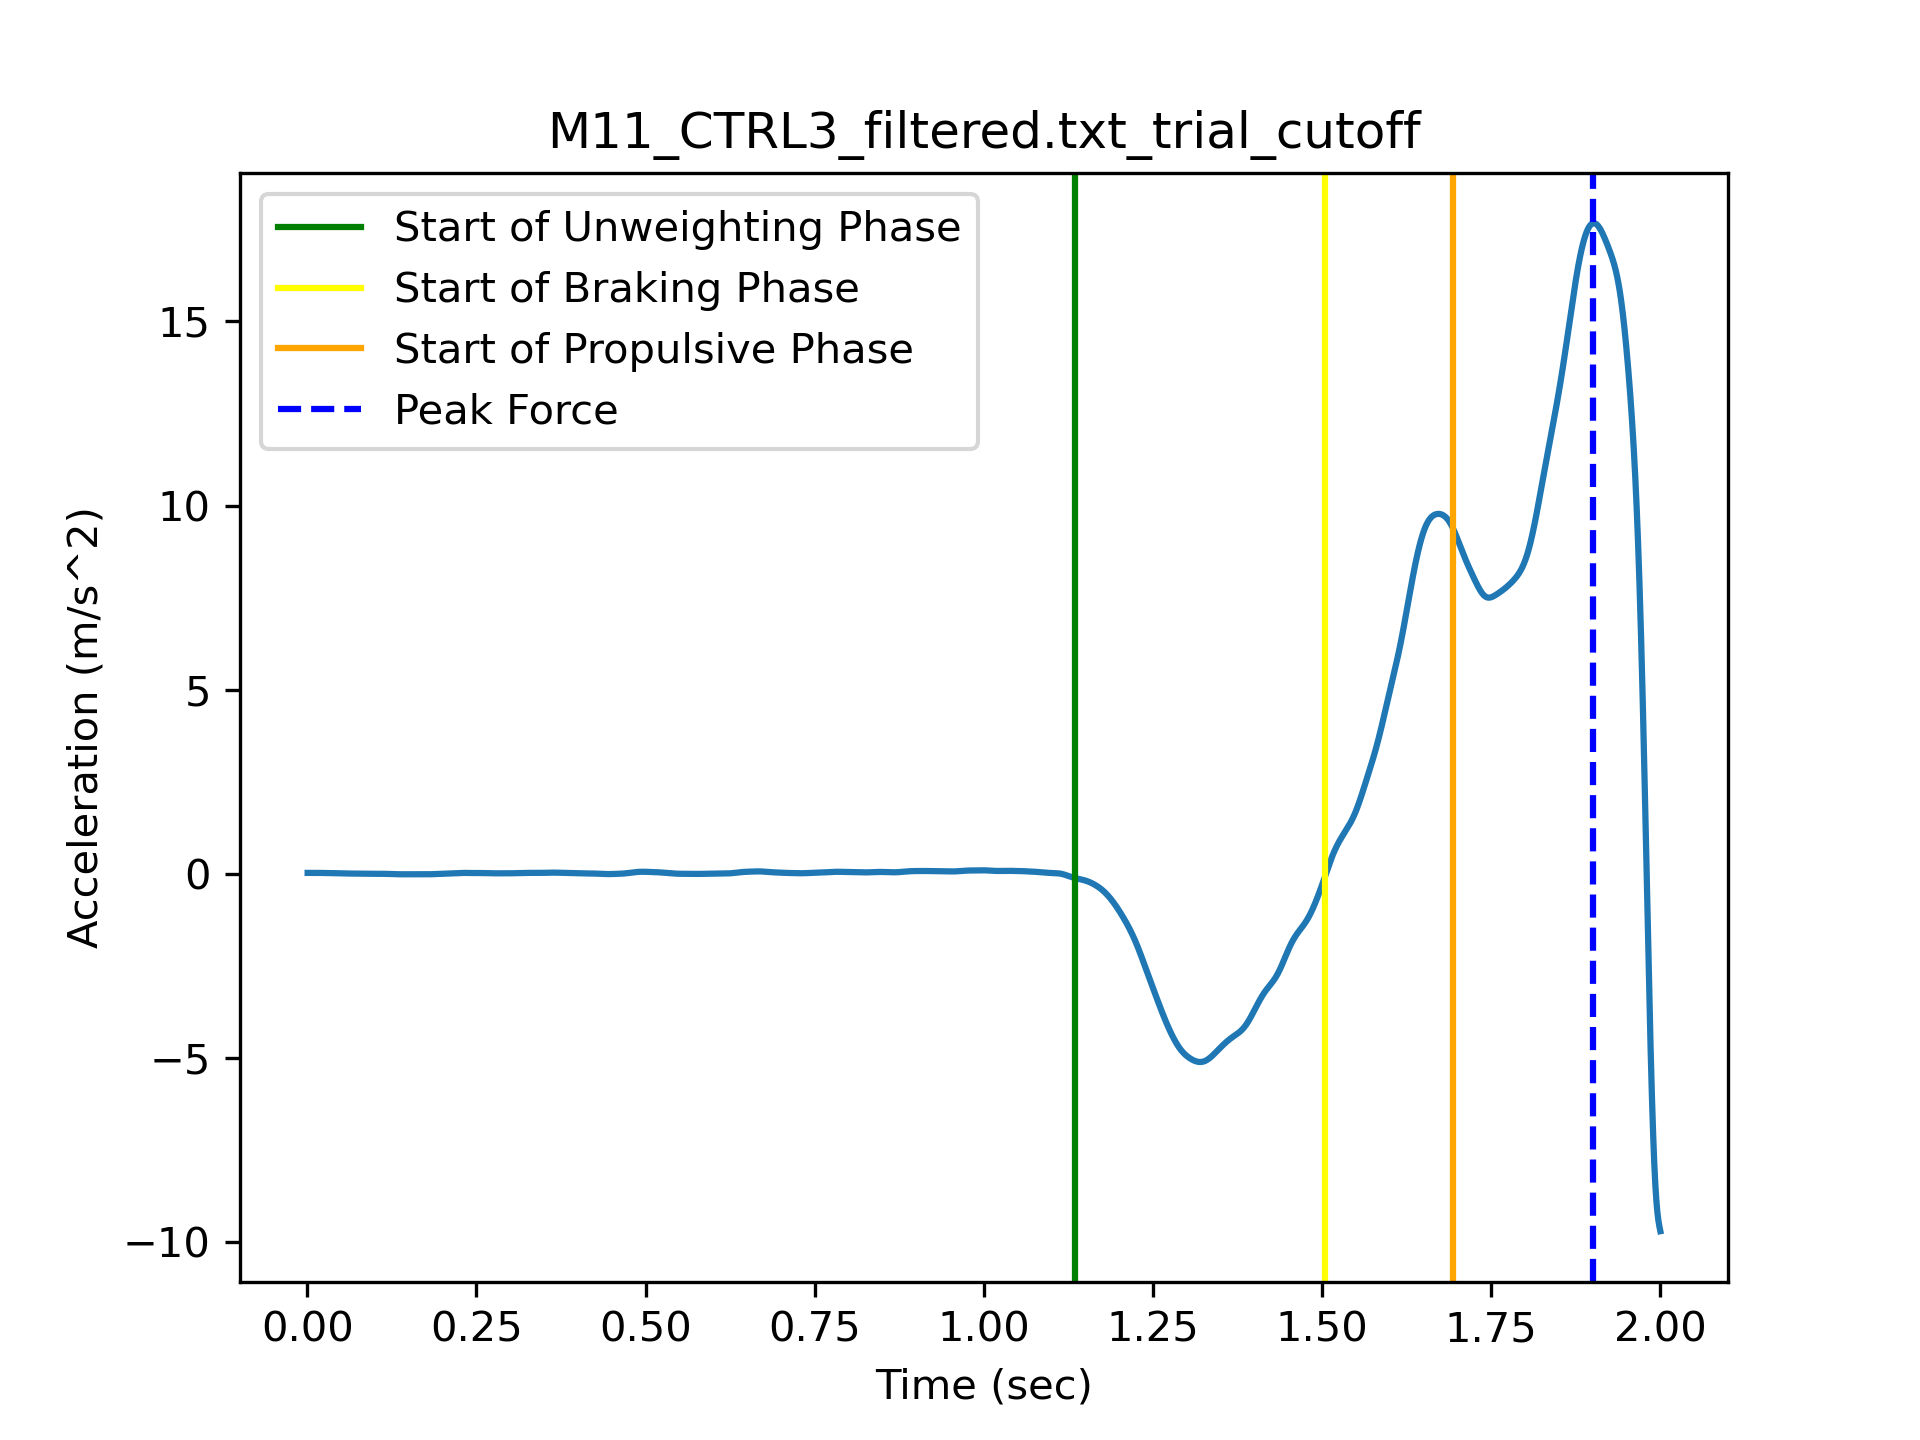 M11_CTRL3_filtered.txt_trial_cutoff
Start of Unweighting Phase
Start of Braking Phase
Start of Propulsive Phase
Peak Force
Acceleration (m/s^2)
15
10
5
0
−5
−10
0.00 0.25 0.50 0.75 1.00 1.25 1.50 1.75 2.00
Time (sec)